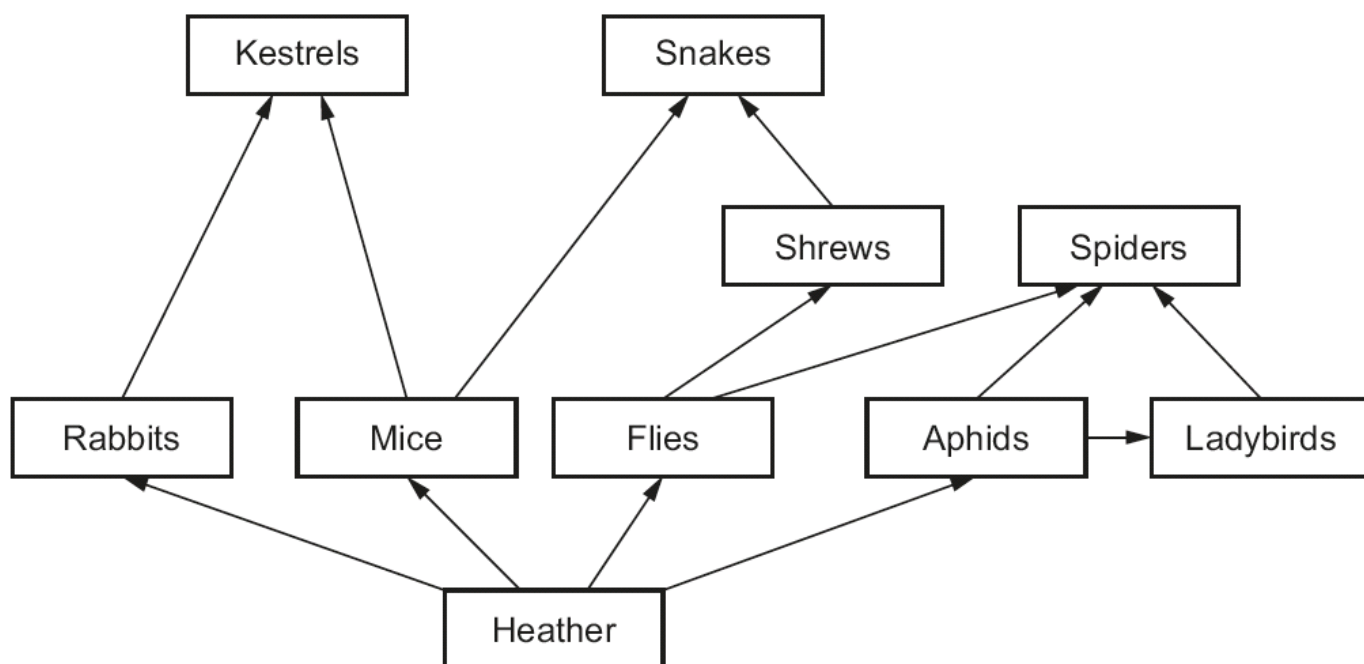 Kestrels
Snakes
Shrews
Spiders
Rabbits
Mice
Flies
Aphids
Ladybirds
Heather